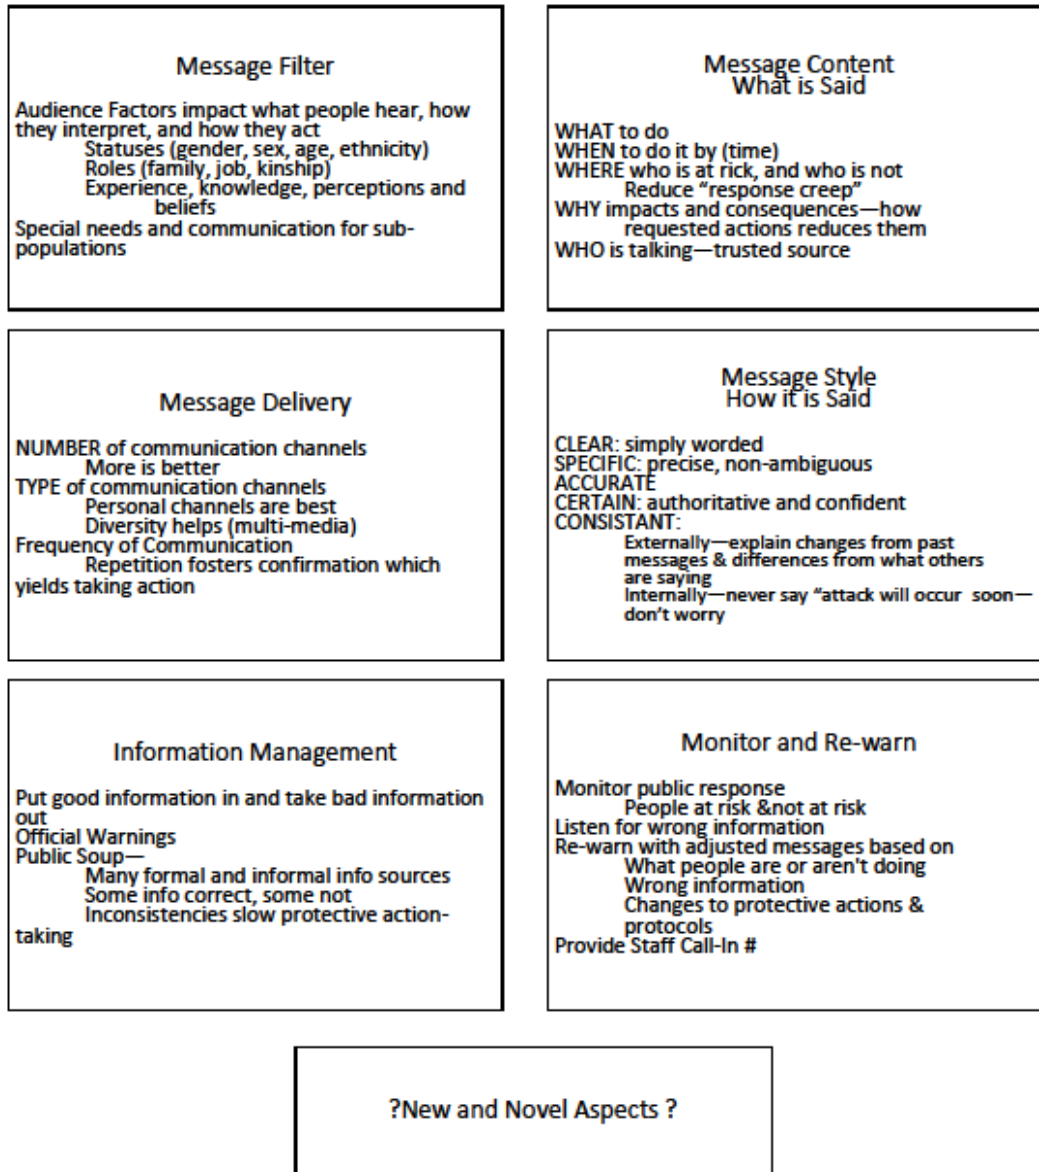 Message Filter
Audience Factors impact what people hear, how
they interpret, and how they act
Statuses (gender, sex, age, ethnicity)
Roles (family, job, kinship)
Experience, knowledge, perceptions and
beliefs
Special needs and communication for sub-
populations
Message Content
What is Said
WHAT to do
WHEN to do it by (time)
WHERE who is at rick, and who is not
Reduce “response creep”
WHY impacts and consequences—how
requested actions reduces them
WHO is talking—trusted source
Message Delivery
NUMBER of communication channels
More is better
TYPE of communication channels
Personal channels are best
Diversity helps (multi-media)
Frequency of Communication
Repetition fosters confirmation which
yields taking action
Message Style
How it is Said
CLEAR: simply worded
SPECIFIC: precise, non-ambiguous
ACCURATE
CERTAIN: authoritative and confident
CONSISTANT:
Externally—explain changes from past
messages & differences from what others
are saying
Internally—never say “attack will occur soon—
don’t worry
Information Management
Put good information in and take bad information
out
Official Warnings
Public Soup—
Many formal and informal info sources
Some info correct, some not
Inconsistencies slow protective action-
taking
Monitor and Re-warn
Monitor public response
People at risk &not at risk
Listen for wrong information
Re-warn with adjusted messages based on
What people are or aren't doing
Wrong information
Changes to protective actions &
protocols
Provide Staff Call-In #
?New and Novel Aspects ?